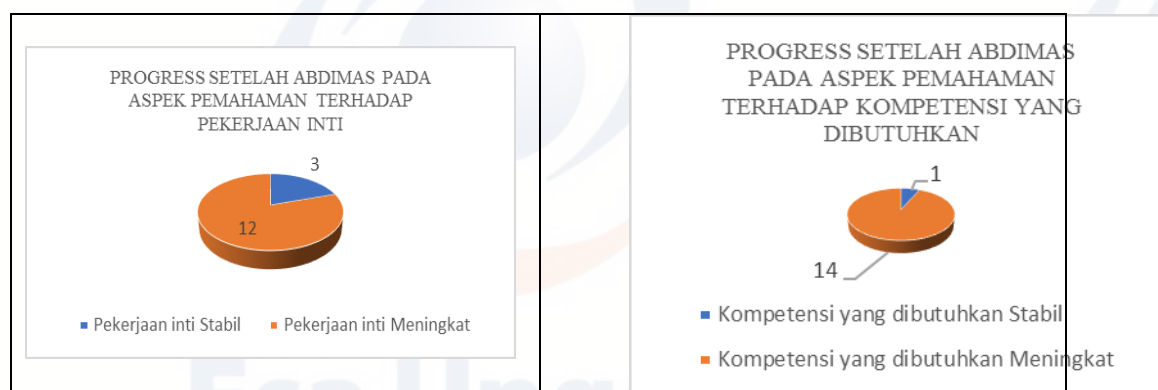 PROGRESS SETELAH ABDIMAS PADA
ASPEK PEMAHAMAN TERHADAP
PEKERJAAN INTI
3
12
Pekerjaan inti Stabil
Pekerjaan inti Meningkat
PROGRESS SETELAH ABDIMAS
PADA ASPEK PEMAHAMAN
TERHADAP KOMPETENSI YANG
DIBUTUHKAN
1
14
Kompetensi yang dibutuhkan Stabil
Kompetensi yang dibutuhkan Meningkat